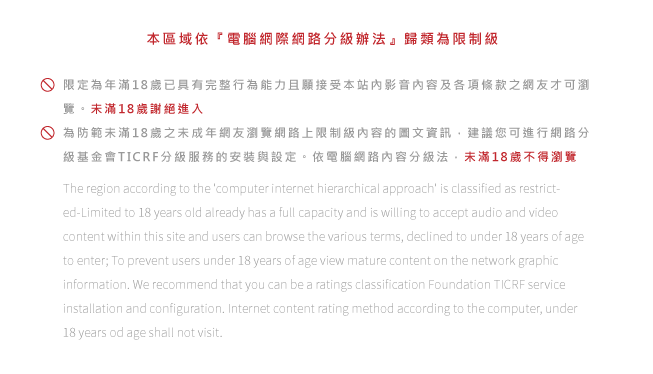 本區域依『電腦網際網路分級辦法』歸類為限制級
限定為年滿18歲已具有完整行為能力且願接受本站內影音內容及各項條款之網友才可瀏
覽。未滿18歲謝絕進入
為防範未滿18歲之未成年網友瀏覽網路上限制級內容的圖文資訊，建議您可進行網路分
級基金會TICRF分級服務的安裝與設定。依電腦網路內容分級法，未滿18歲不得瀏覽
The region according to the 'computer internet hierarchical approach' is classified as restrict-
ed-Limited to 18 years old already has a full capacity and is willing to accept audio and video
content within this site and users can browse the various terms, declined to under 18 years of age
to enter; To prevent users under 18 years of age view mature content on the network graphic
information. We recommend that you can be a ratings classification Foundation TICRF service
installation and configuration. Internet content rating method according to the computer, under
18 years od age shall not visit.